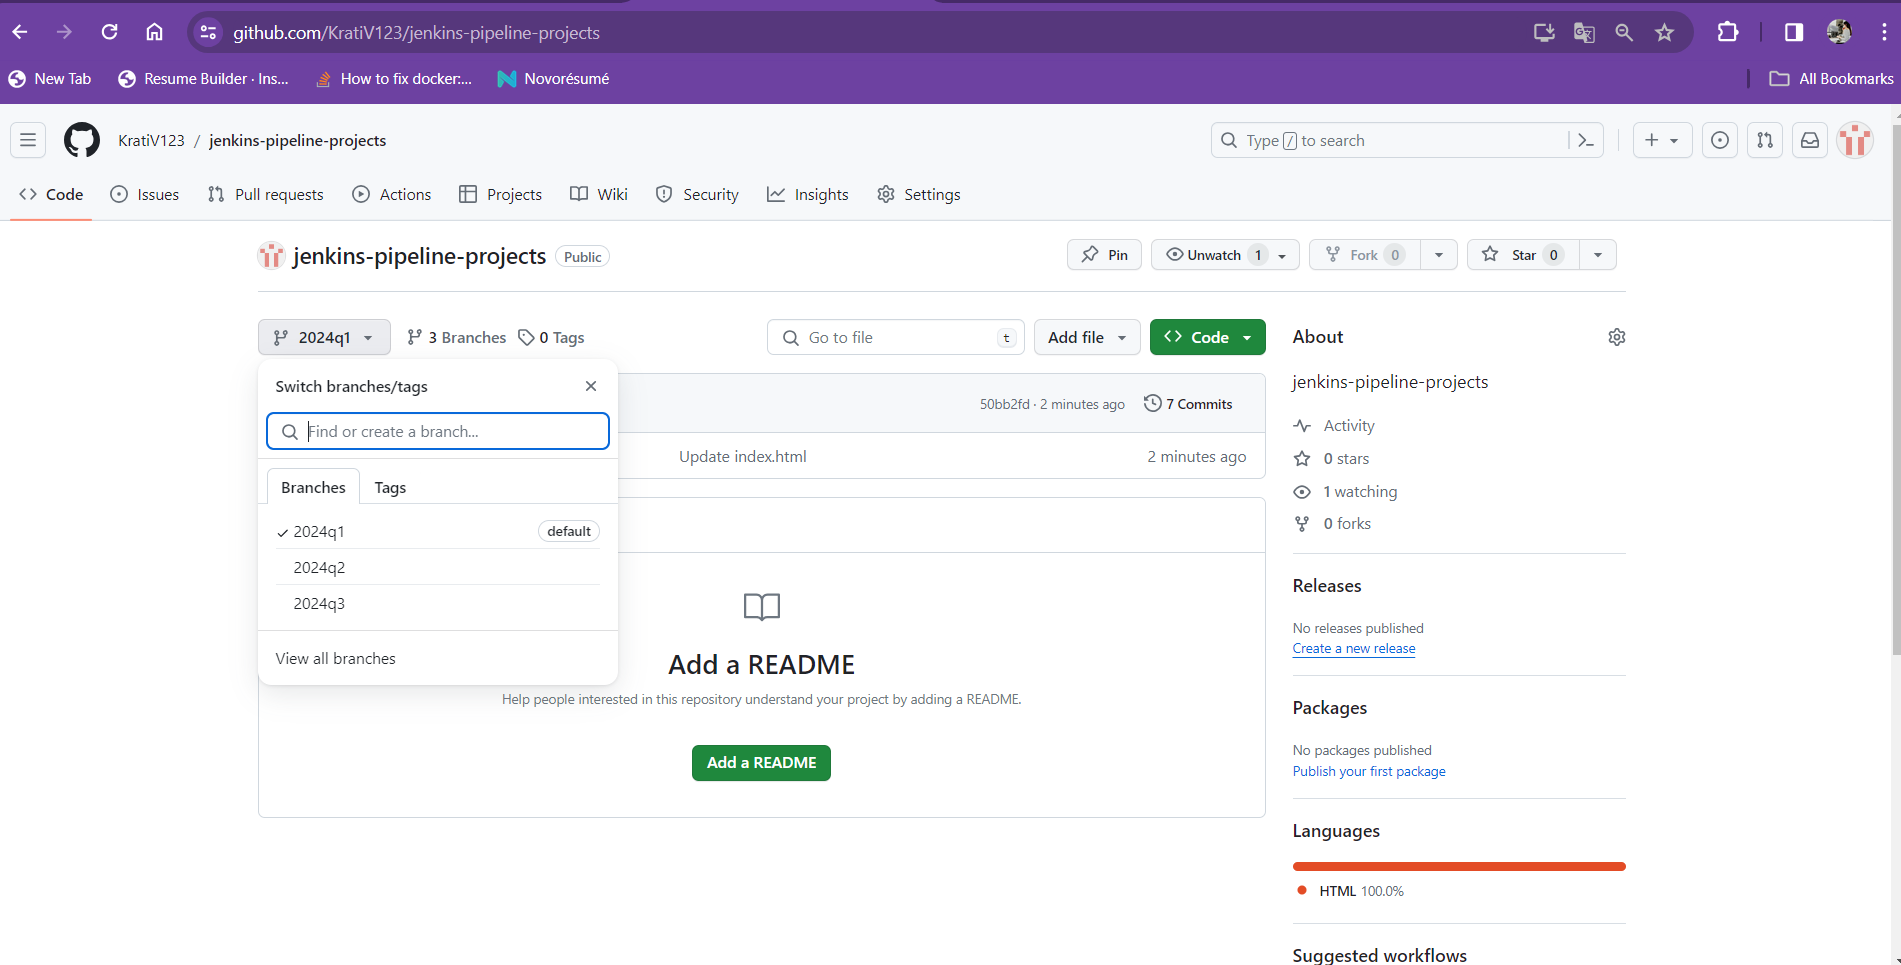 github.com/KratiV123/jenkins-pipeline-projects
New Tab
Resume Builder · Ins...
How to fix docker:...
Novorésumé
All Bookmarks
KratiV123 / jenkins-pipeline-projects
Type / to search
Code
Issues
Pull requests
Actions
Projects
Wiki
Security
Insights
Settings
jenkins-pipeline-projects Public
Pin
Unwatch 1
Fork 0
Star 0
2024q1
3 Branches
0 Tags
Go to file t
Add file
Code
Switch branches/tags
Find or create a branch...
Branches
Tags
2024q1 default
2024q2
2024q3
View all branches
50bb2fd · 2 minutes ago
7 Commits
Update index.html
2 minutes ago
Add a README
Help people interested in this repository understand your project by adding a README.
Add a README
About
jenkins-pipeline-projects
Activity
0 stars
1 watching
0 forks
Releases
No releases published
Create a new release
Packages
No packages published
Publish your first package
Languages
HTML 100.0%
Suggested workflows